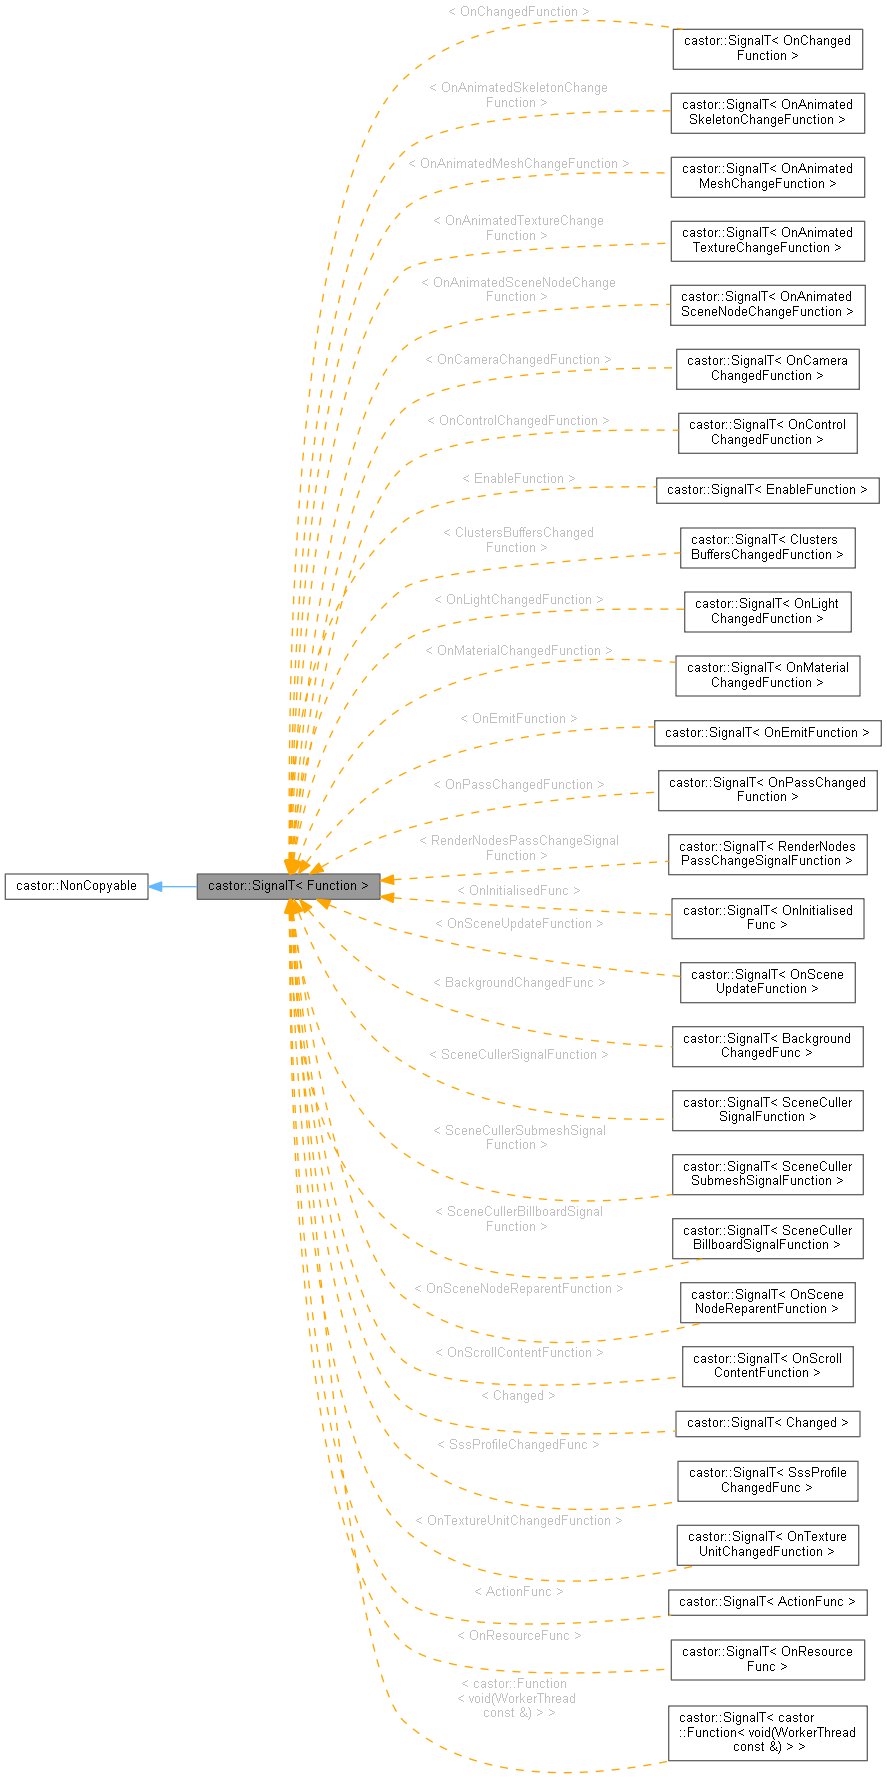 < OnChangedFunction >
castor::SignalT< OnChanged
Function >
< OnAnimatedSkeletonChange
Function >
castor::SignalT< OnAnimated
SkeletonChangeFunction >
< OnAnimatedMeshChangeFunction >
castor::SignalT< OnAnimated
MeshChangeFunction >
< OnAnimatedTextureChange
Function >
castor::SignalT< OnAnimated
TextureChangeFunction >
< OnAnimatedSceneNodeChange
Function >
castor::SignalT< OnAnimated
SceneNodeChangeFunction >
< OnCameraChangedFunction >
castor::SignalT< OnCamera
ChangedFunction >
< OnControlChangedFunction >
castor::SignalT< OnControl
ChangedFunction >
< EnableFunction >
castor::SignalT< EnableFunction >
< ClustersBuffersChanged
Function >
castor::SignalT< Clusters
BuffersChangedFunction >
< OnLightChangedFunction >
castor::SignalT< OnLight
ChangedFunction >
< OnMaterialChangedFunction >
castor::SignalT< OnMaterial
ChangedFunction >
< OnEmitFunction >
castor::SignalT< OnEmitFunction >
< OnPassChangedFunction >
castor::SignalT< OnPassChanged
Function >
< RenderNodesPassChangeSignal
Function >
castor::SignalT< RenderNodes
PassChangeSignalFunction >
castor::NonCopyable
castor::SignalT< Function >
< OnInitialisedFunc >
castor::SignalT< OnInitialised
Func >
< OnSceneUpdateFunction >
castor::SignalT< OnScene
UpdateFunction >
< BackgroundChangedFunc >
castor::SignalT< Background
ChangedFunc >
< SceneCullerSignalFunction >
castor::SignalT< SceneCuller
SignalFunction >
< SceneCullerSubmeshSignal
Function >
castor::SignalT< SceneCuller
SubmeshSignalFunction >
< SceneCullerBillboardSignal
Function >
castor::SignalT< SceneCuller
BillboardSignalFunction >
< OnSceneNodeReparentFunction >
castor::SignalT< OnScene
NodeReparentFunction >
< OnScrollContentFunction >
castor::SignalT< OnScroll
ContentFunction >
< Changed >
castor::SignalT< Changed >
< SssProfileChangedFunc >
castor::SignalT< SssProfile
ChangedFunc >
< OnTextureUnitChangedFunction >
castor::SignalT< OnTexture
UnitChangedFunction >
< ActionFunc >
castor::SignalT< ActionFunc >
< OnResourceFunc >
castor::SignalT< OnResource
Func >
< castor::Function
< void(WorkerThread
const &) > >
castor::SignalT< castor
::Function< void(WorkerThread
const &) > >